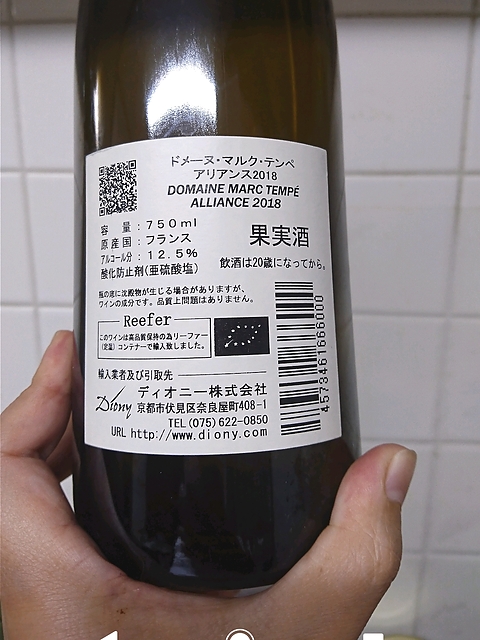 ドメーヌ・マルク・テンペ
アリアンス2018
DOMAINE MARC TEMPÉ
ALLIANCE 2018
容　量：750ml
原産国：フランス
アルコール分：12.5%
酸化防止剤(亜硫酸塩)
果実酒
飲酒は20歳になってから。
瓶の底に沈殿物が生じる場合がありますが、
ワインの成分です。品質上問題はありません。
Reefer
このワインは高品質保持の為リーファー
(定温)コンテナーで輸入致しました。
輸入業者及び引取先
Diony
ディオニー株式会社
京都市伏見区奈良屋町408-1
TEL(075)622-0850
URL http://www.diony.com
4573461666000